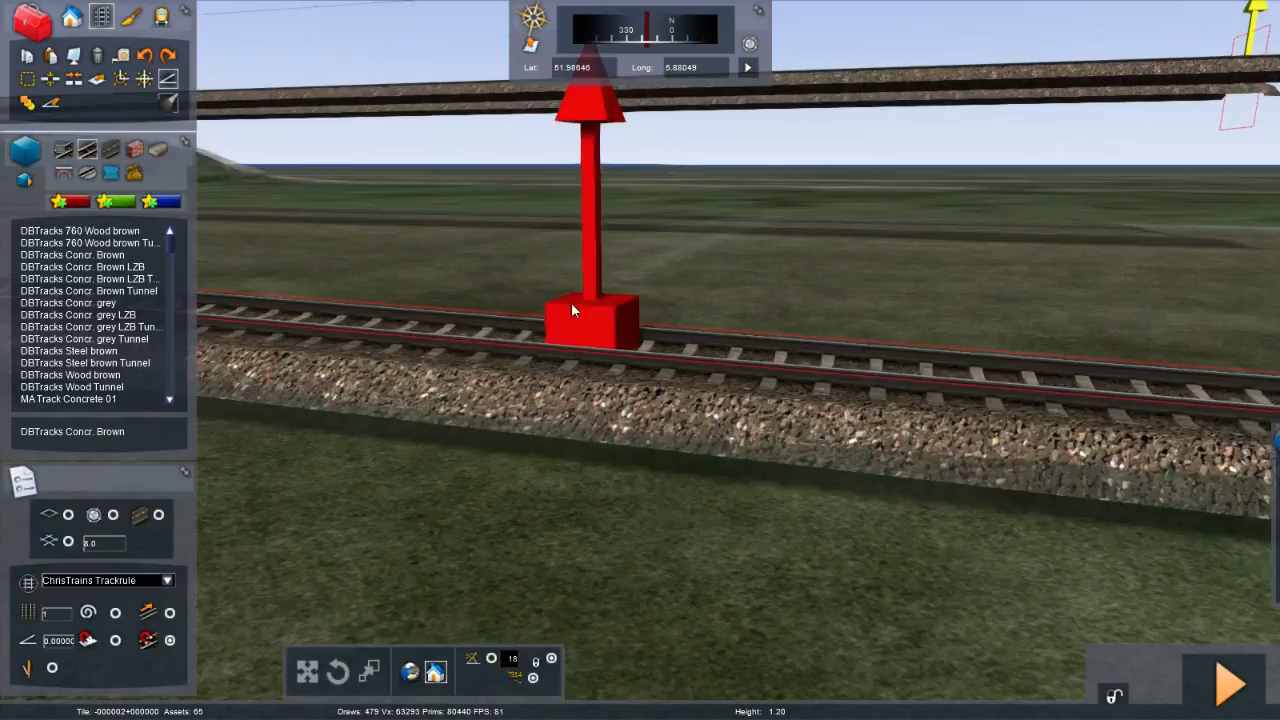 330
N
0
Lat:
51.98646
Long:
5.88049
DBTracks 760 Wood brown
DBTracks 760 Wood brown Tu...
DBTracks Concr. Brown
DBTracks Concr. Brown LZB
DBTracks Concr. Brown LZB T...
DBTracks Concr. Brown Tunnel
DBTracks Concr. grey
DBTracks Concr. grey LZB
DBTracks Concr. grey LZB Tun...
DBTracks Concr. grey Tunnel
DBTracks Steel brown
DBTracks Steel brown Tunnel
DBTracks Wood brown
DBTracks Wood Tunnel
MA Track Concrete 01
DBTracks Concr. Brown
8.0
ChrisTrains Trackrule
1
0.0000
18
Tile: -000002+000000 Assets: 65
Draws: 479 Vx: 63293 Prims: 80440 FPS: 81
Height: 1.20